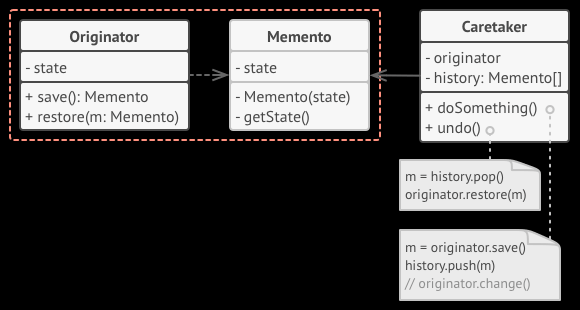 Originator
- state
+ save(): Memento
+ restore(m: Memento)
Memento
- state
- Memento(state)
- getState()
Caretaker
- originator
- history: Memento[]
+ doSomething()
+ undo()
m = history.pop()
originator.restore(m)
m = originator.save()
history.push(m)
// originator.change()